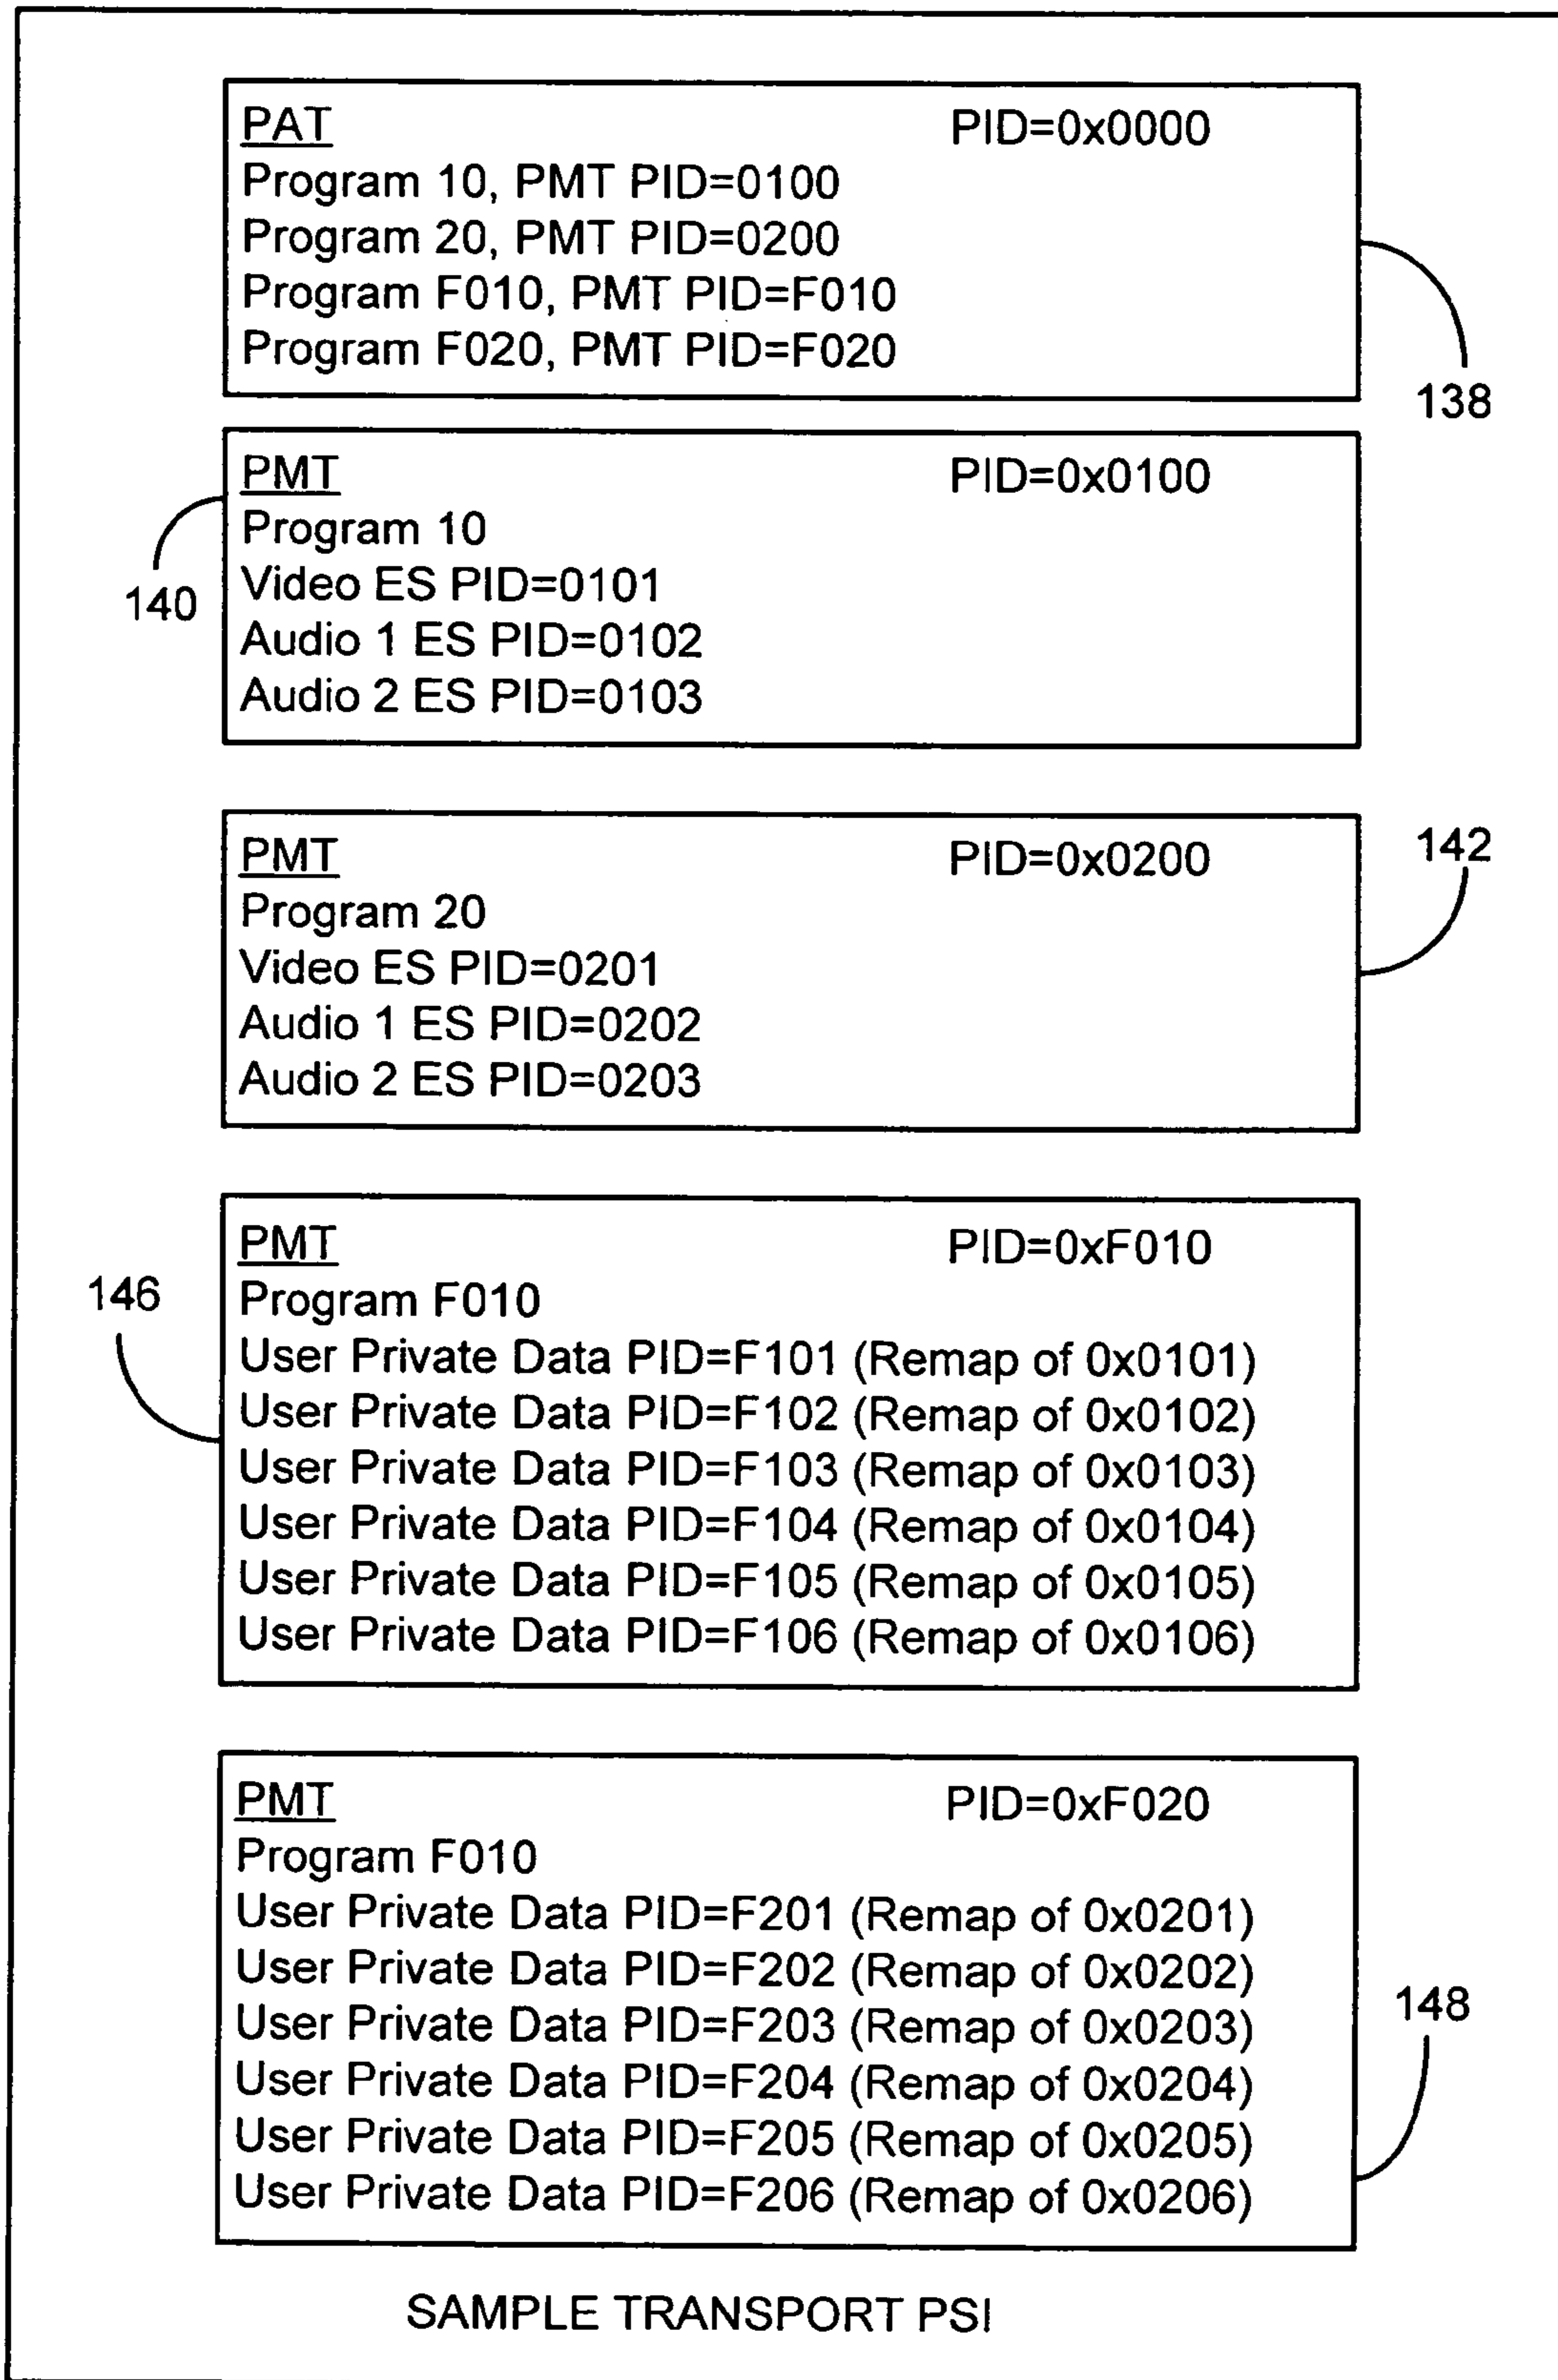 PAT PID=0x0000
Program 10, PMT PID=0100
Program 20, PMT PID=0200
Program F010, PMT PID=F010
Program F020, PMT PID=F020
138
PMT PID=0x0100
Program 10
Video ES PID=0101
Audio 1 ES PID=0102
Audio 2 ES PID=0103
140
PMT PID=0x0200
Program 20
Video ES PID=0201
Audio 1 ES PID=0202
Audio 2 ES PID=0203
142
PMT PID=0xF010
Program F010
User Private Data PID=F101 (Remap of 0x0101)
User Private Data PID=F102 (Remap of 0x0102)
User Private Data PID=F103 (Remap of 0x0103)
User Private Data PID=F104 (Remap of 0x0104)
User Private Data PID=F105 (Remap of 0x0105)
User Private Data PID=F106 (Remap of 0x0106)
146
PMT PID=0xF020
Program F010
User Private Data PID=F201 (Remap of 0x0201)
User Private Data PID=F202 (Remap of 0x0202)
User Private Data PID=F203 (Remap of 0x0203)
User Private Data PID=F204 (Remap of 0x0204)
User Private Data PID=F205 (Remap of 0x0205)
User Private Data PID=F206 (Remap of 0x0206)
148
SAMPLE TRANSPORT PSI